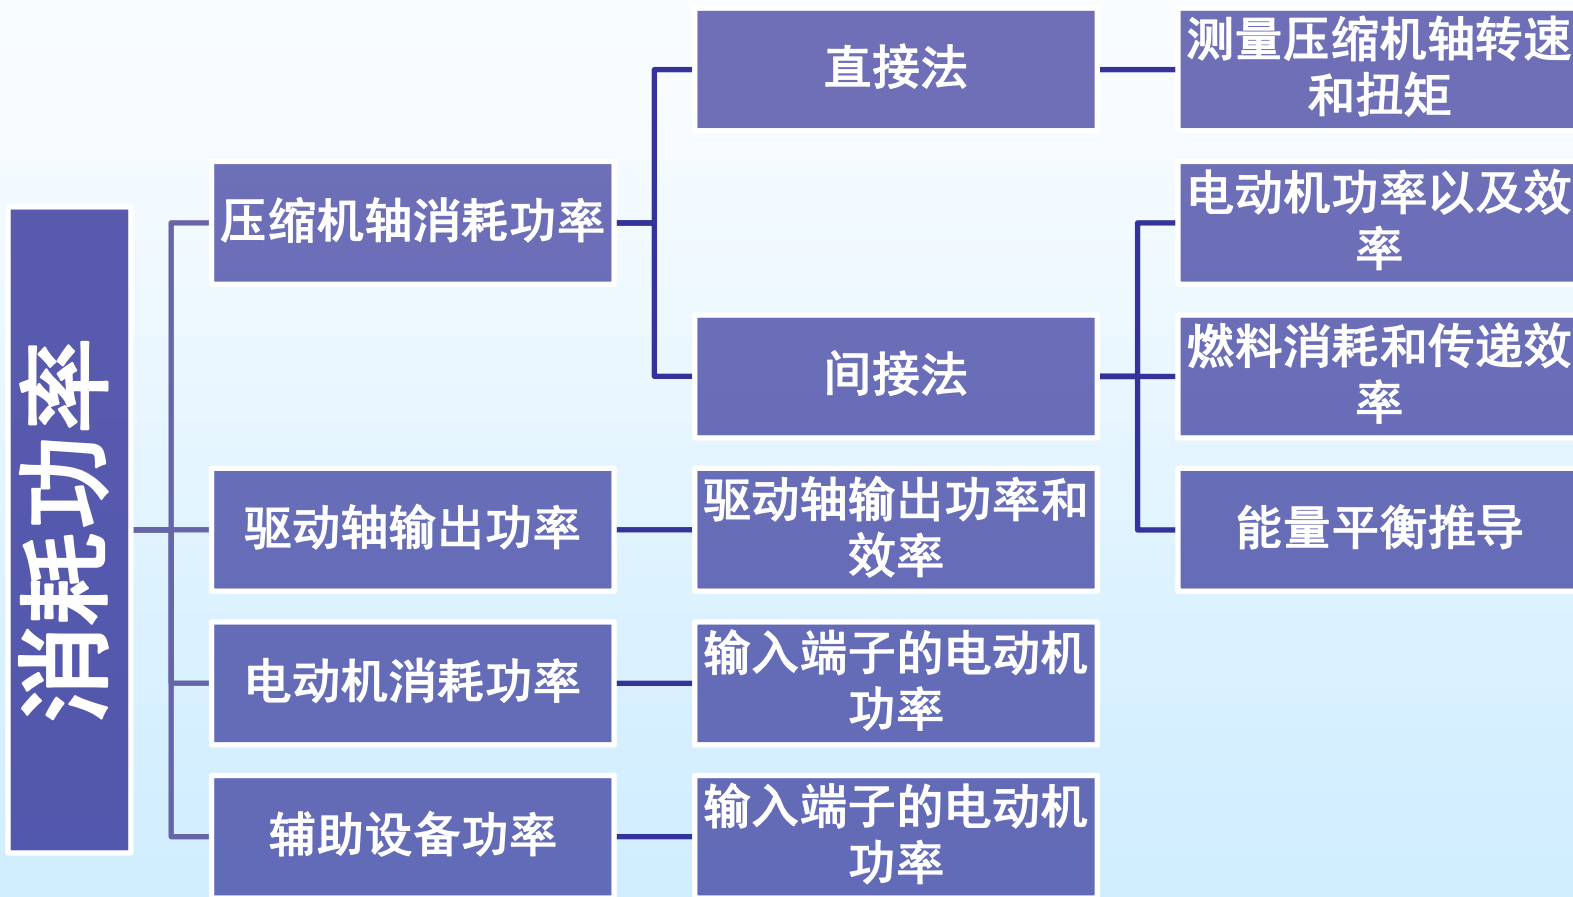 消耗功率
压缩机轴消耗功率
直接法
测量压缩机轴转速
和扭矩
间接法
电动机功率以及效
率
燃料消耗和传递效
率
能量平衡推导
驱动轴输出功率
驱动轴输出功率和
效率
电动机消耗功率
输入端子的电动机
功率
辅助设备功率
输入端子的电动机
功率